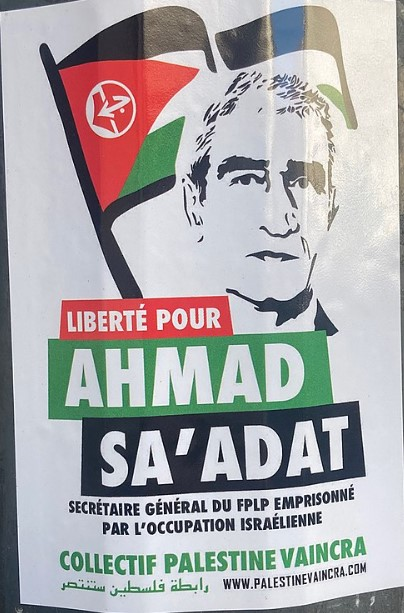 LIBERTÉ POUR
AHMAD
SA'ADAT
SECRÉTAIRE GÉNÉRAL DU FPLP EMPRISONNÉ
PAR L'OCCUPATION ISRAÉLIENNE
COLLECTIF PALESTINE VAINCRA
رابطة فلسطين ستنتصر WWW.PALESTINEVAINCRA.COM